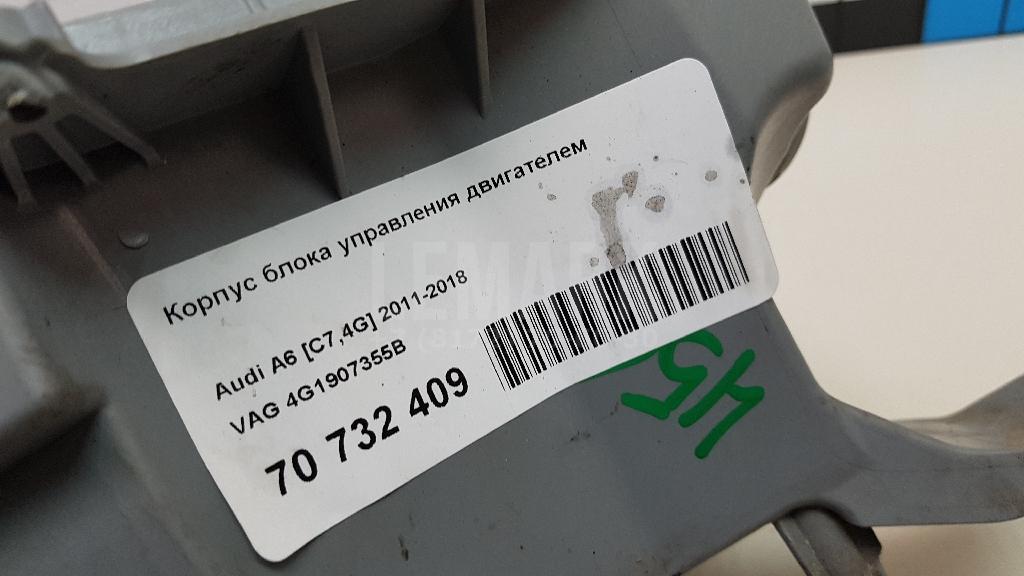 Корпус блока управления двигателем
Audi A6 [C7,4G] 2011-2018
VAG 4G1907355B
70 732 409